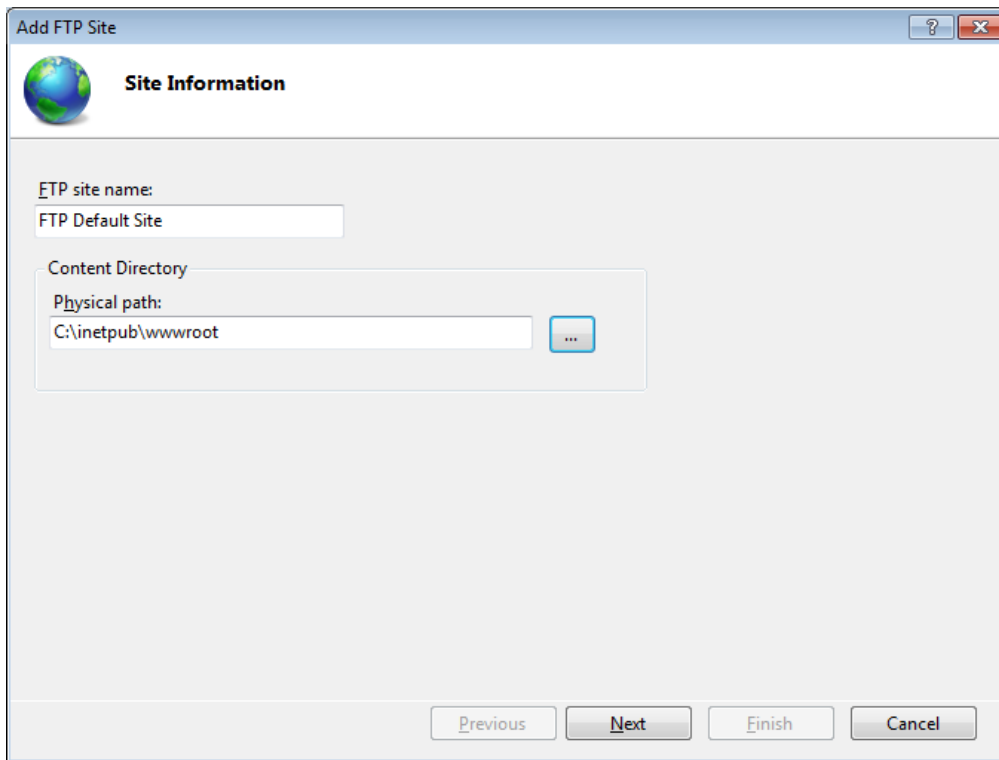 Add FTP Site
Site Information
FTP site name:
FTP Default Site
Content Directory
Physical path:
C:\inetpub\wwwroot
...
Previous Next Finish Cancel